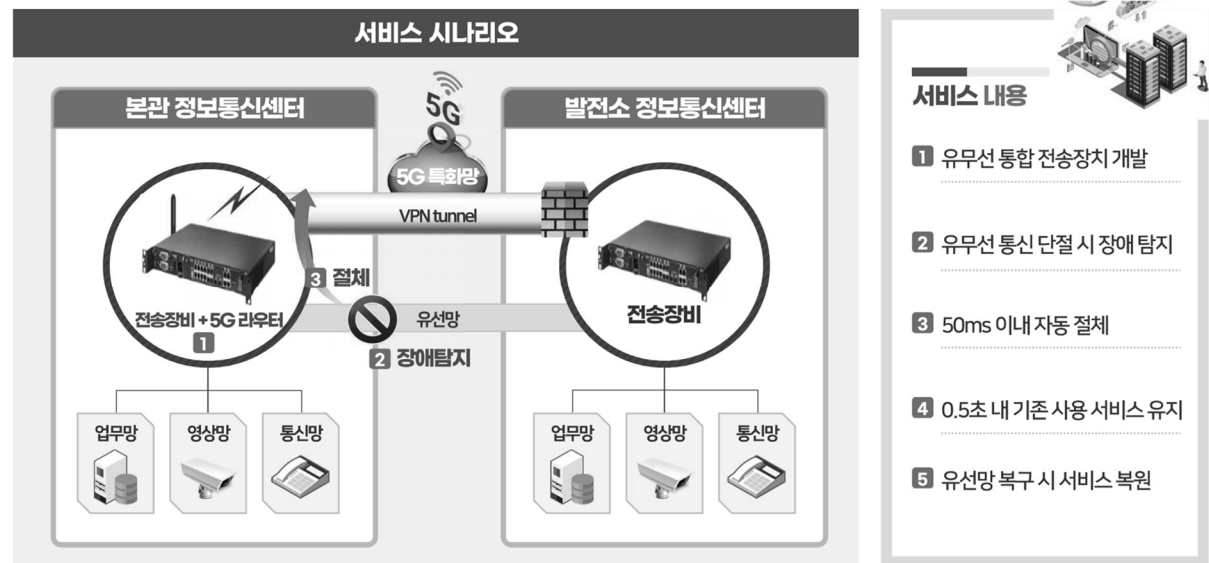 서비스 시나리오
본관 정보통신센터
5G
5G 특화망
발전소 정보통신센터
VPN tunnel
3 절체
전송장비 + 5G 라우터
1
유선망
2 장애탐지
전송장비
업무망
영상망
통신망
업무망
영상망
통신망
서비스 내용
1 유무선 통합 전송장치 개발
2 유무선 통신 단절 시 장애 탐지
3 50ms 이내 자동 절체
4 0.5초 내 기존 사용 서비스 유지
5 유선망 복구 시 서비스 복원